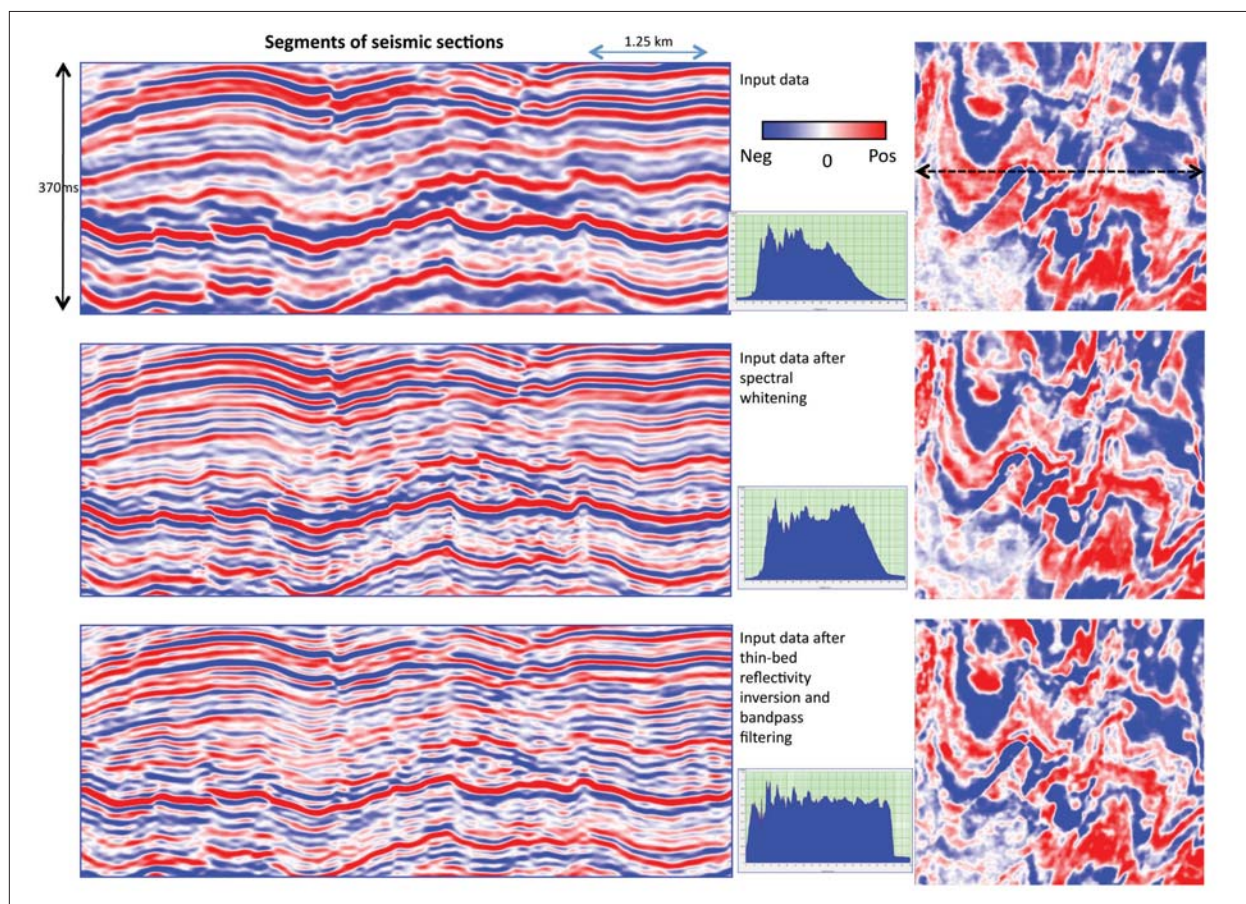 Segments of seismic sections
1.25 km
370ms
Input data
Neg
0
Pos
Input data after
spectral
whitening
Input data after
thin-bed
reflectivity
inversion and
bandpass
filtering